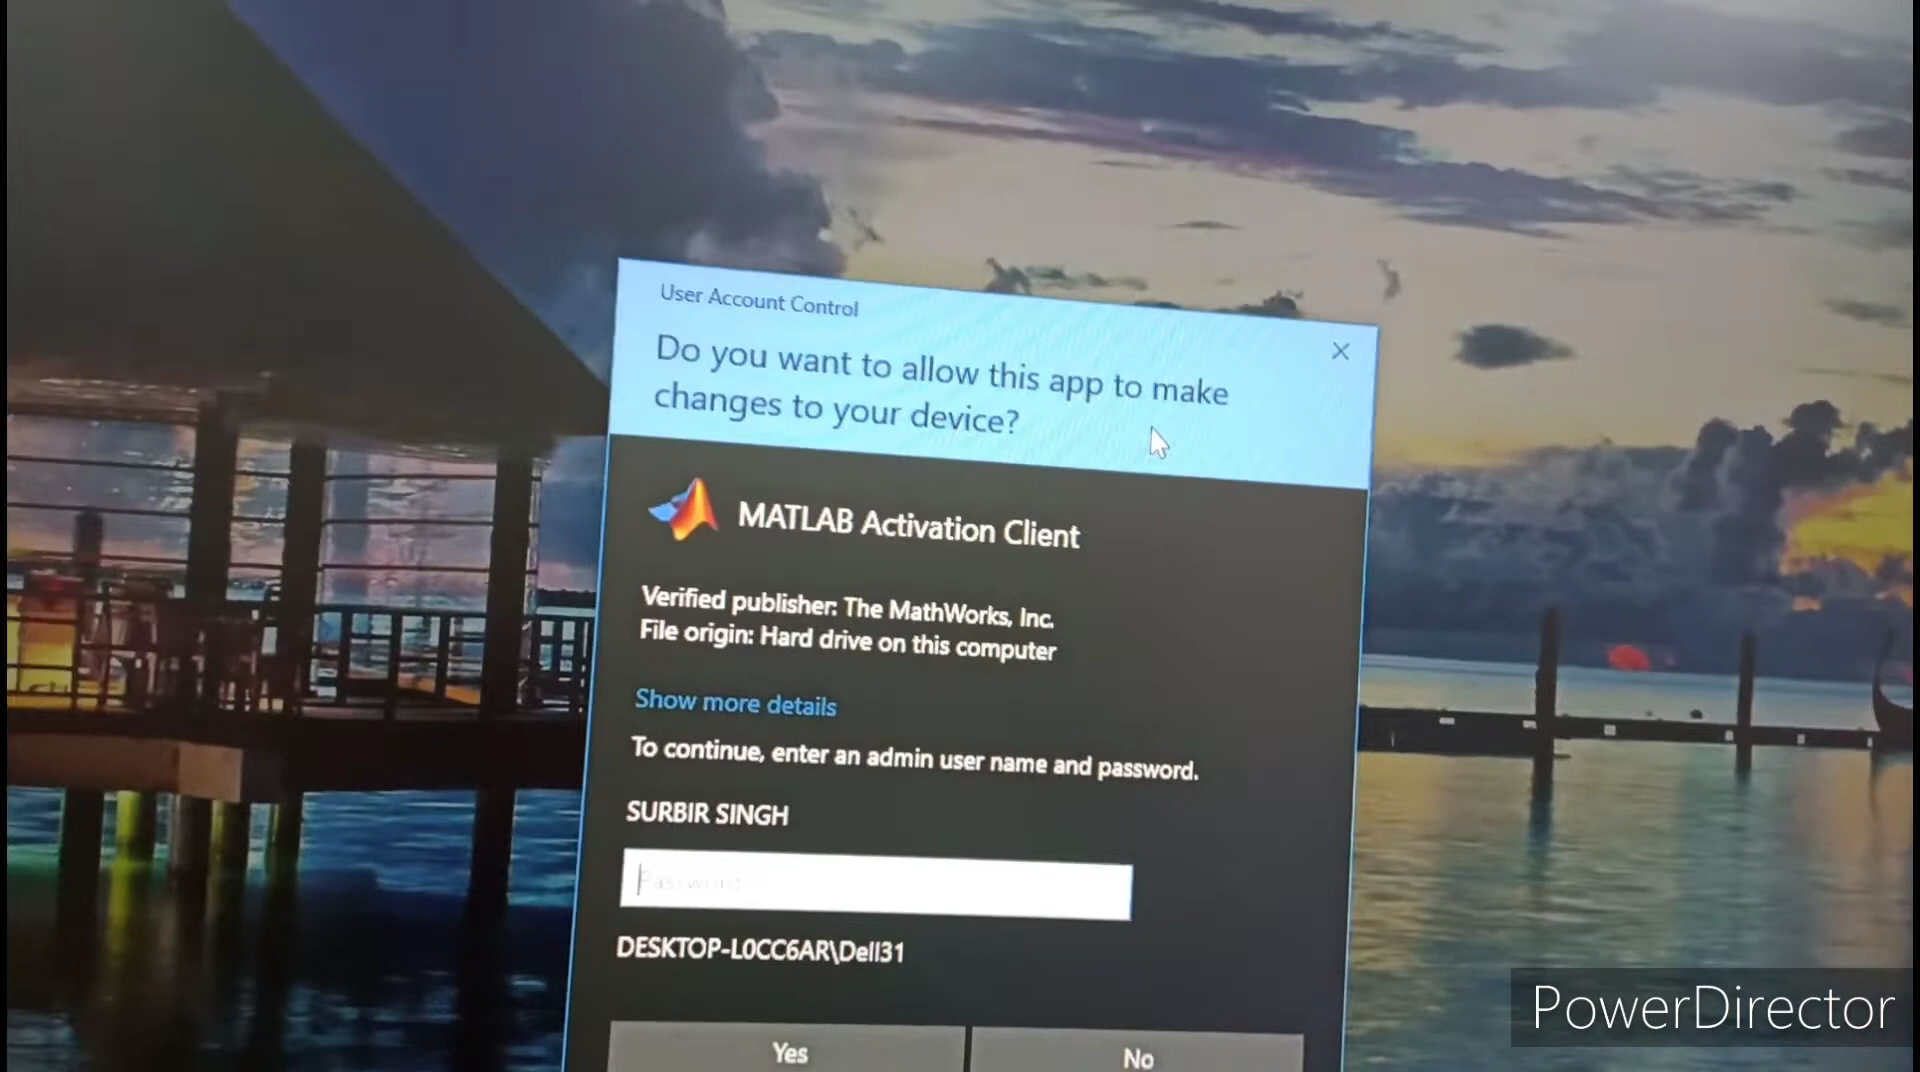 User Account Control
Do you want to allow this app to make
changes to your device?
MATLAB Activation Client
Verified publisher: The MathWorks, Inc.
File origin: Hard drive on this computer
Show more details
To continue, enter an admin user name and password.
SURBIR SINGH
Password
DESKTOP-L0CC6AR\Dell31
Yes
No
PowerDirector